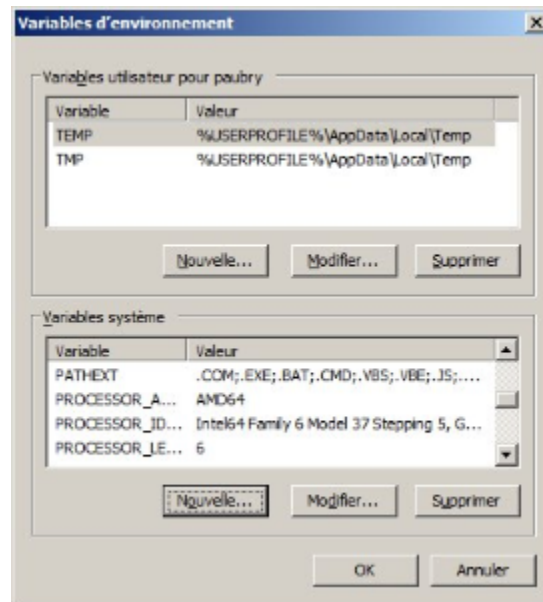 Variables d'environnement
Variables utilisateur pour paubry
Variable Valeur
TEMP %USERPROFILE%\AppData\Local\Temp
TMP %USERPROFILE%\AppData\Local\Temp
Nouvelle... Modifier... Supprimer
Variables système
Variable Valeur
PATHEXT .COM;.EXE;.BAT;.CMD;.VBS;.VBE;.JS;....
PROCESSOR_A... AMD64
PROCESSOR_ID... Intel64 Family 6 Model 37 Stepping 5, G...
PROCESSOR_LE... 6
Nouvelle... Modifier... Supprimer
OK Annuler